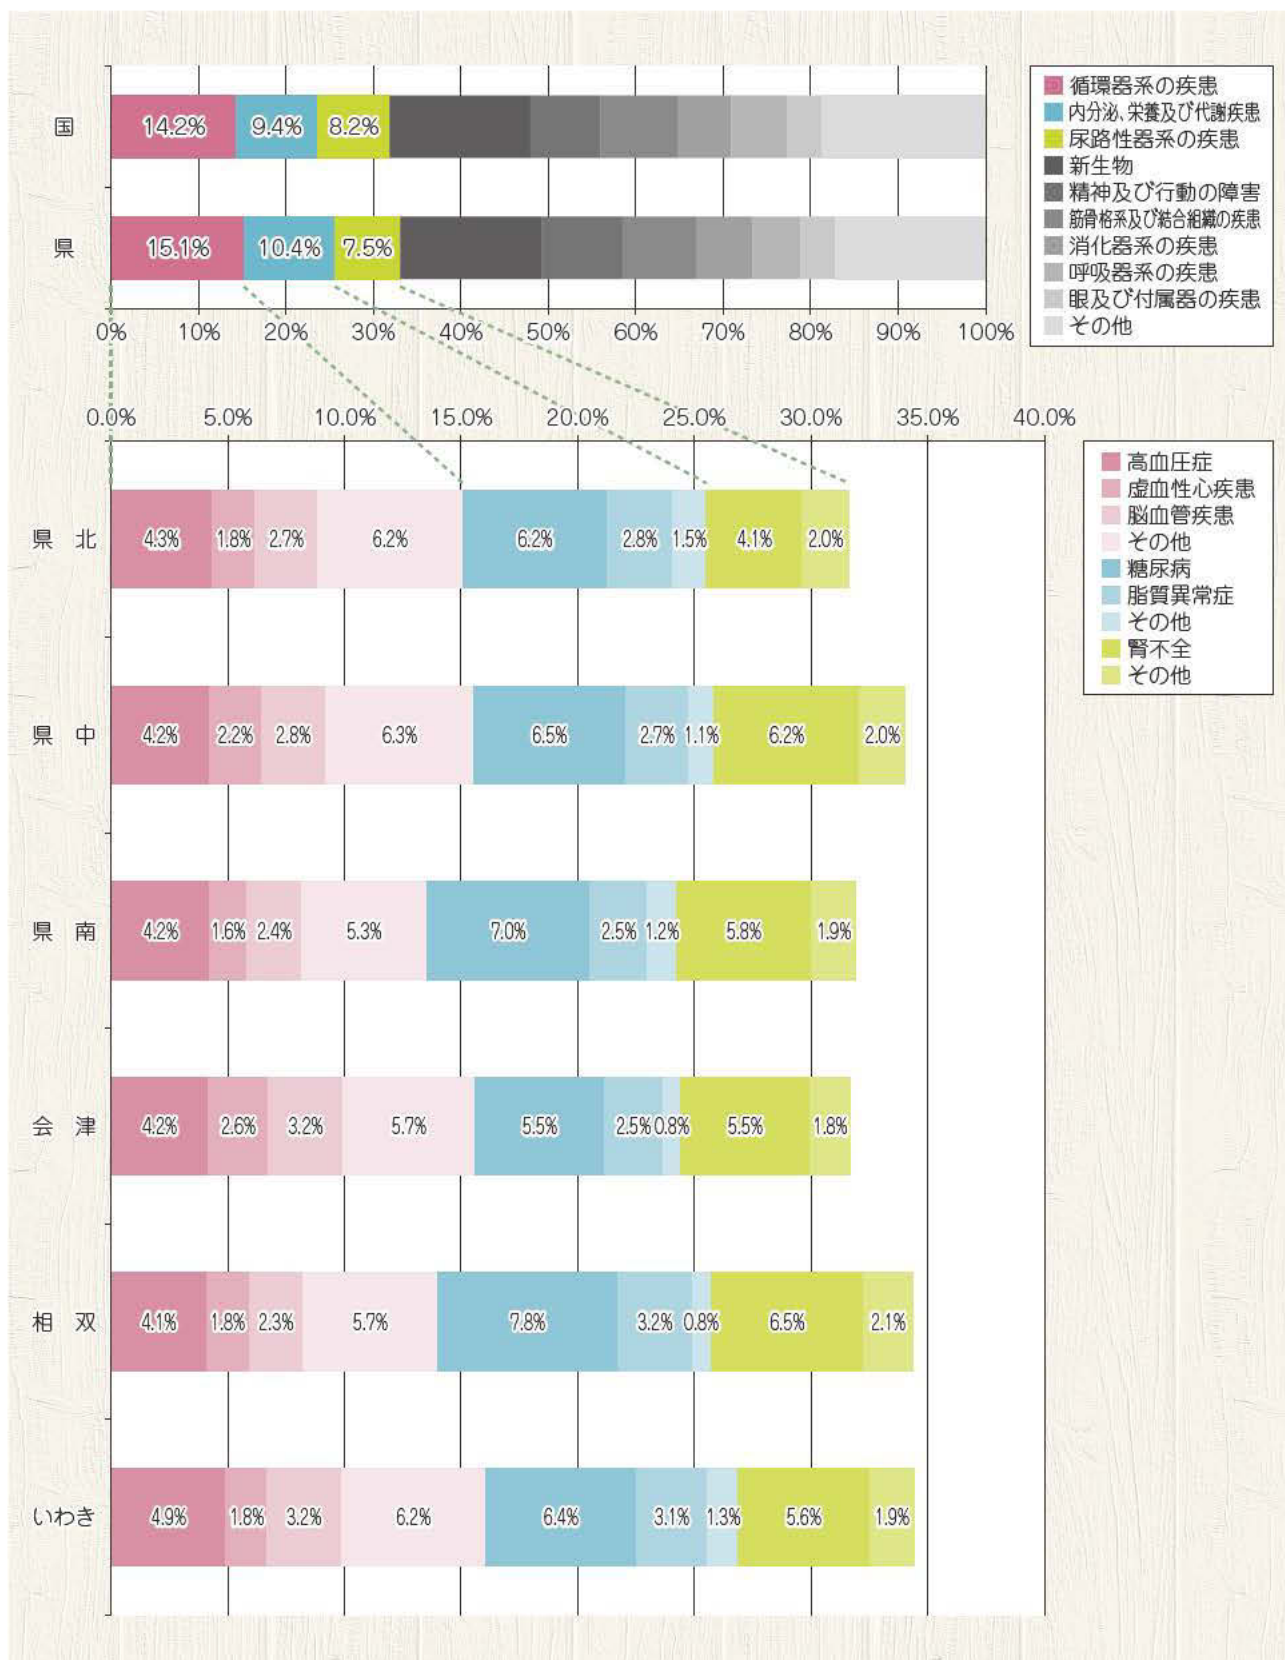 国 14.2% 9.4% 8.2%
県 15.1% 10.4% 7.5%
0% 10% 20% 30% 40% 50% 60% 70% 80% 90% 100%
循環器系の疾患
内分泌、栄養及び代謝疾患
尿路性器系の疾患
新生物
精神及び行動の障害
筋骨格系及び結合組織の疾患
消化器系の疾患
呼吸器系の疾患
眼及び付属器の疾患
その他
0.0% 5.0% 10.0% 15.0% 20.0% 25.0% 30.0% 35.0% 40.0%
高血圧症
虚血性心疾患
脳血管疾患
その他
糖尿病
脂質異常症
その他
腎不全
その他
県 北 4.3% 1.8% 2.7% 6.2% 6.2% 2.8% 1.5% 4.1% 2.0%
県 中 4.2% 2.2% 2.8% 6.3% 6.5% 2.7% 1.1% 6.2% 2.0%
県 南 4.2% 1.6% 2.4% 5.3% 7.0% 2.5% 1.2% 5.8% 1.9%
会 津 4.2% 2.6% 3.2% 5.7% 5.5% 2.5% 0.8% 5.5% 1.8%
相 双 4.1% 1.8% 2.3% 5.7% 7.8% 3.2% 0.8% 6.5% 2.1%
いわき 4.9% 1.8% 3.2% 6.2% 6.4% 3.1% 1.3% 5.6% 1.9%